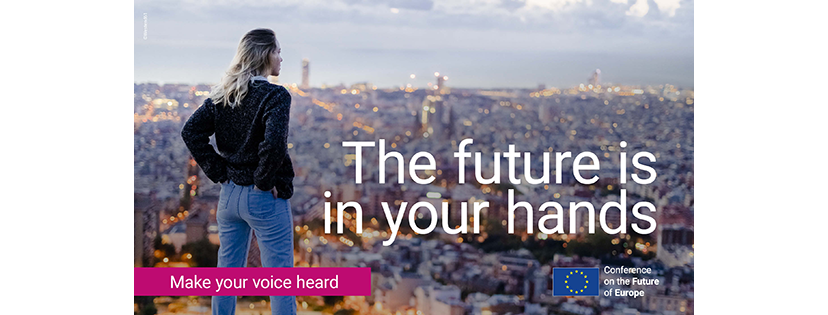 The future is
in your hands
Make your voice heard
Conference
on the Future
of Europe